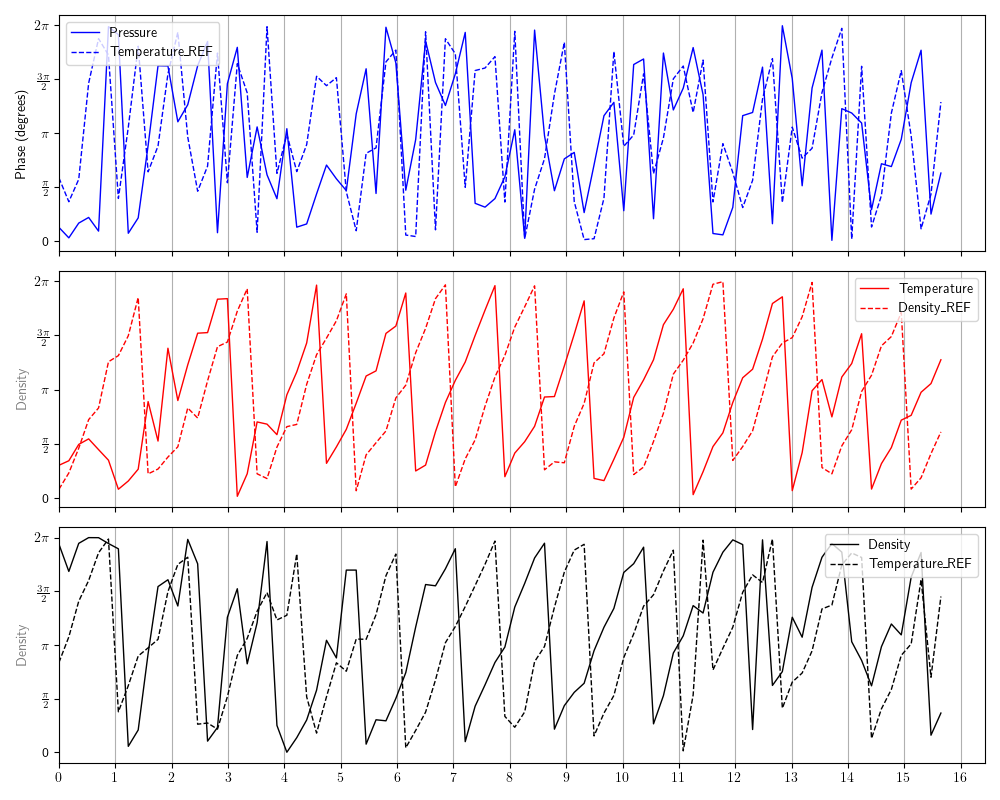 2π
3π/2
π
π/2
0
Phase (degrees)
Pressure
Temperature_REF
2π
3π/2
π
π/2
0
Density
Temperature
Density_REF
2π
3π/2
π
π/2
0
Density
Density
Temperature_REF
0 1 2 3 4 5 6 7 8 9 10 11 12 13 14 15 16